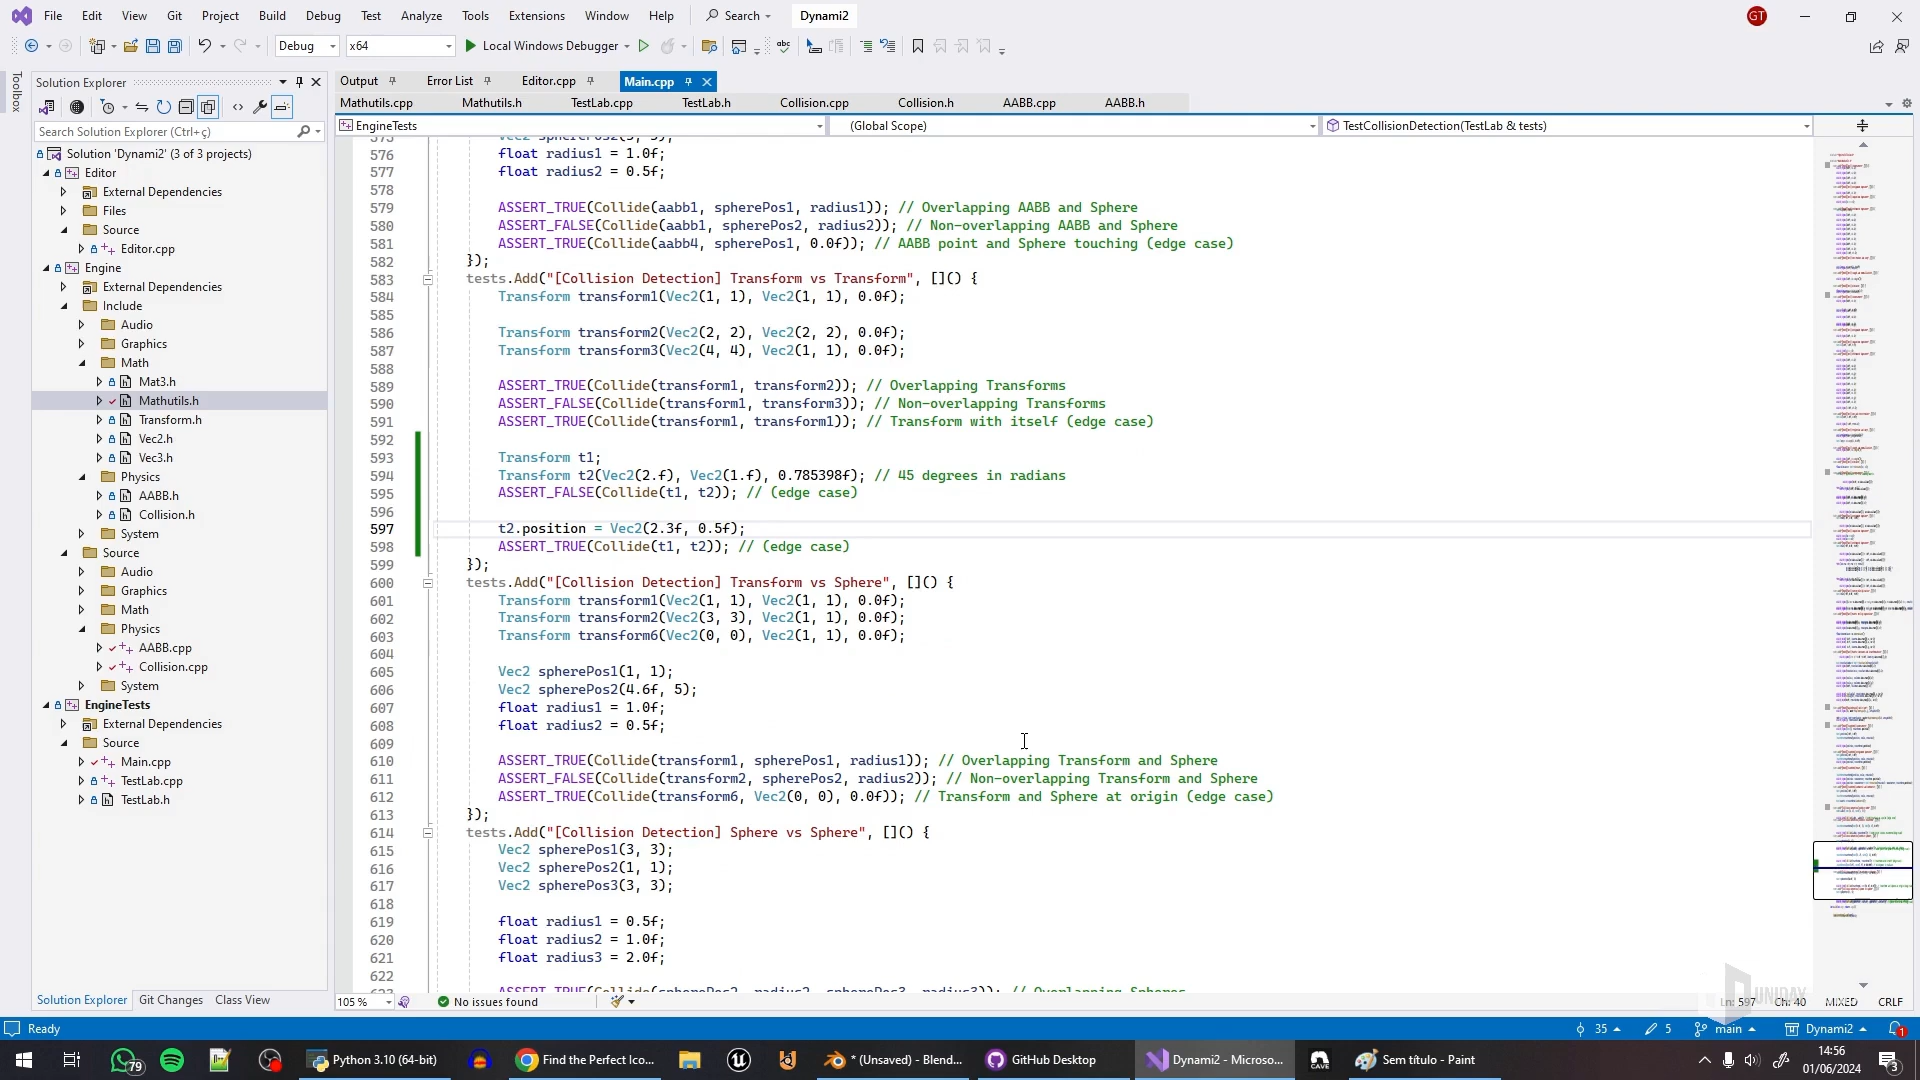 File Edit View Git Project Build Debug Test Analyze Tools Extensions Window Help Search Dynami2 GT
Debug x64 Local Windows Debugger
Toolbox
Solution Explorer
Search Solution Explorer (Ctrl+ç)
Solution 'Dynami2' (3 of 3 projects)
Editor
External Dependencies
Files
Source
Editor.cpp
Engine
External Dependencies
Include
Audio
Graphics
Math
Mat3.h
Mathutils.h
Transform.h
Vec2.h
Vec3.h
Physics
AABB.h
Collision.h
System
Source
Audio
Graphics
Math
Physics
AABB.cpp
Collision.cpp
System
EngineTests
External Dependencies
Source
Main.cpp
TestLab.cpp
TestLab.h
Solution Explorer Git Changes Class View
Output Error List Editor.cpp Main.cpp
Mathutils.cpp Mathutils.h TestLab.cpp TestLab.h Collision.cpp Collision.h AABB.cpp AABB.h
EngineTests (Global Scope) TestCollisionDetection(TestLab & tests)
576 float radius1 = 1.0f;
577 float radius2 = 0.5f;
578
579 ASSERT_TRUE(Collide(aabb1, spherePos1, radius1)); // Overlapping AABB and Sphere
580 ASSERT_FALSE(Collide(aabb1, spherePos2, radius2)); // Non-overlapping AABB and Sphere
581 ASSERT_TRUE(Collide(aabb4, spherePos1, 0.0f)); // AABB point and Sphere touching (edge case)
582 });
583 tests.Add("[Collision Detection] Transform vs Transform", []() {
584 Transform transform1(Vec2(1, 1), Vec2(1, 1), 0.0f);
585
586 Transform transform2(Vec2(2, 2), Vec2(2, 2), 0.0f);
587 Transform transform3(Vec2(4, 4), Vec2(1, 1), 0.0f);
588
589 ASSERT_TRUE(Collide(transform1, transform2)); // Overlapping Transforms
590 ASSERT_FALSE(Collide(transform1, transform3)); // Non-overlapping Transforms
591 ASSERT_TRUE(Collide(transform1, transform1)); // Transform with itself (edge case)
592
593 Transform t1;
594 Transform t2(Vec2(2.f), Vec2(1.f), 0.785398f); // 45 degrees in radians
595 ASSERT_FALSE(Collide(t1, t2)); // (edge case)
596
597 t2.position = Vec2(2.3f, 0.5f);
598 ASSERT_TRUE(Collide(t1, t2)); // (edge case)
599 });
600 tests.Add("[Collision Detection] Transform vs Sphere", []() {
601 Transform transform1(Vec2(1, 1), Vec2(1, 1), 0.0f);
602 Transform transform2(Vec2(3, 3), Vec2(1, 1), 0.0f);
603 Transform transform6(Vec2(0, 0), Vec2(1, 1), 0.0f);
604
605 Vec2 spherePos1(1, 1);
606 Vec2 spherePos2(4.6f, 5);
607 float radius1 = 1.0f;
608 float radius2 = 0.5f;
609
610 ASSERT_TRUE(Collide(transform1, spherePos1, radius1)); // Overlapping Transform and Sphere
611 ASSERT_FALSE(Collide(transform2, spherePos2, radius2)); // Non-overlapping Transform and Sphere
612 ASSERT_TRUE(Collide(transform6, Vec2(0, 0), 0.0f)); // Transform and Sphere at origin (edge case)
613 });
614 tests.Add("[Collision Detection] Sphere vs Sphere", []() {
615 Vec2 spherePos1(3, 3);
616 Vec2 spherePos2(1, 1);
617 Vec2 spherePos3(3, 3);
618
619 float radius1 = 0.5f;
620 float radius2 = 1.0f;
621 float radius3 = 2.0f;
622
105 % No issues found Ln: 597 Ch: 40 MIXED CRLF
Ready 35 5 main Dynami2 1
79 Python 3.10 (64-bit) Find the Perfect Ico... * (Unsaved) - Blend... GitHub Desktop Dynami2 - Microso... CAVE Sem título - Paint 14:56
01/06/2024 3